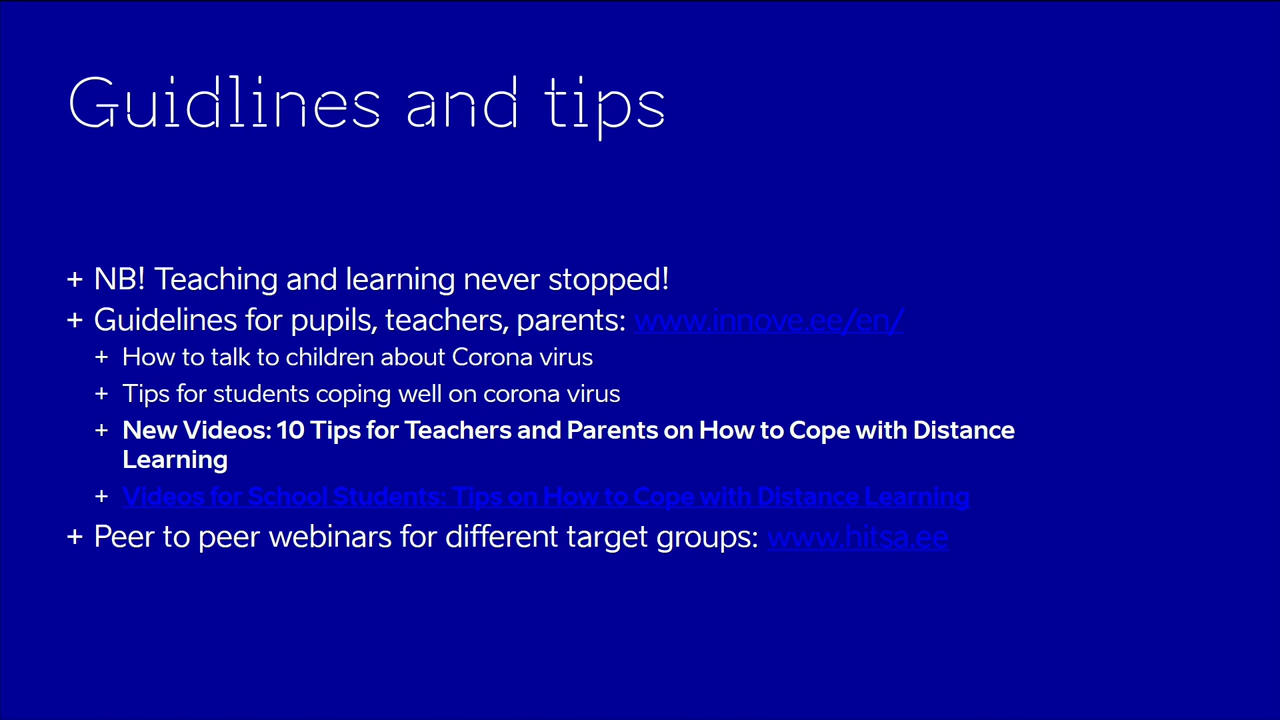 Guidlines and tips
+ NB! Teaching and learning never stopped!
+ Guidelines for pupils, teachers, parents: www.innove.ee/en/
+ How to talk to children about Corona virus
+ Tips for students coping well on corona virus
+ New Videos: 10 Tips for Teachers and Parents on How to Cope with Distance
Learning
+ Videos for School Students: Tips on How to Cope with Distance Learning
+ Peer to peer webinars for different target groups: www.hitsa.ee